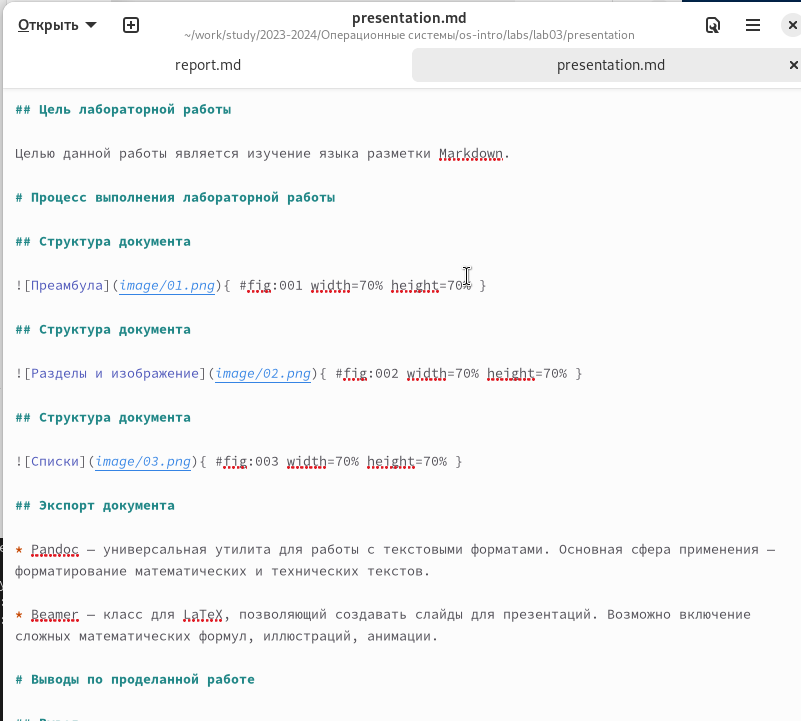 Открыть
presentation.md
~/work/study/2023-2024/Операционные системы/os-intro/labs/lab03/presentation
report.md
presentation.md
## Цель лабораторной работы
Целью данной работы является изучение языка разметки Markdown.
# Процесс выполнения лабораторной работы
## Структура документа
![Преамбула](image/01.png){ #fig:001 width=70% height=70% }
## Структура документа
![Разделы и изображение](image/02.png){ #fig:002 width=70% height=70% }
## Структура документа
![Списки](image/03.png){ #fig:003 width=70% height=70% }
## Экспорт документа
* Pandoc — универсальная утилита для работы с текстовыми форматами. Основная сфера применения —
форматирование математических и технических текстов.
* Beamer — класс для LaTeX, позволяющий создавать слайды для презентаций. Возможно включение
сложных математических формул, иллюстраций, анимации.
# Выводы по проделанной работе
##